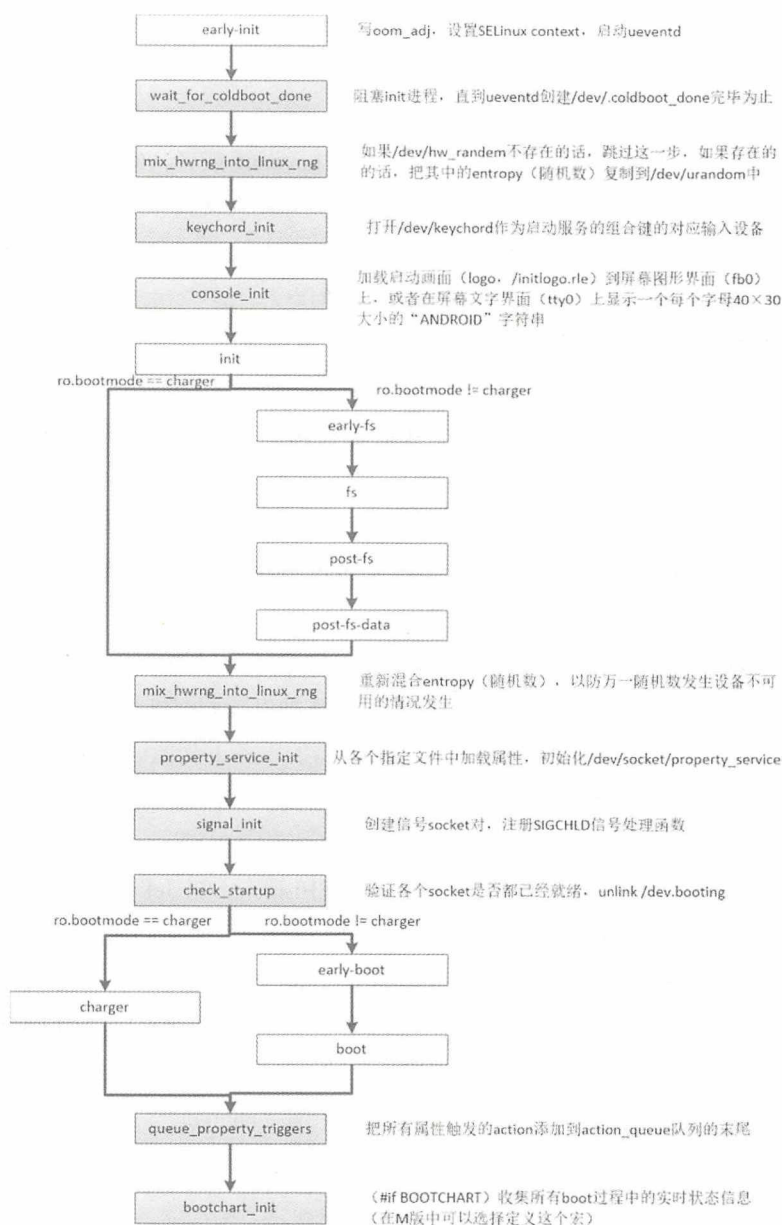 early-init
写oom_adj，设置SELinux context，启动ueventd
wait_for_coldboot_done
阻塞init进程，直到ueventd创建/dev/.coldboot_done完毕为止
mix_hwrng_into_linux_rng
如果/dev/hw_randem不存在的话，跳过这一步，如果存在的
的话，把其中的entropy（随机数）复制到/dev/urandom中
keychord_init
打开/dev/keychord作为启动服务的组合键的对应输入设备
console_init
加载启动画面（logo，/initlogo.rle）到屏幕图形界面（fb0）
上，或者在屏幕文字界面（tty0）上显示一个每个字母40×30
大小的“ANDROID”字符串
init
ro.bootmode == charger
ro.bootmode != charger
early-fs
fs
post-fs
post-fs-data
mix_hwrng_into_linux_rng
重新混合entropy（随机数），以防万一随机数发生设备不可
用的情况发生
property_service_init
从各个指定文件中加载属性，初始化/dev/socket/property_service
signal_init
创建信号socket对，注册SIGCHLD信号处理函数
check_startup
验证各个socket是否都已经就绪，unlink /dev.booting
ro.bootmode == charger
ro.bootmode != charger
early-boot
charger
boot
queue_property_triggers
把所有属性触发的action添加到action_queue队列的末尾
bootchart_init
（#if BOOTCHART）收集所有boot过程中的实时状态信息
（在M版中可以选择定义这个宏）